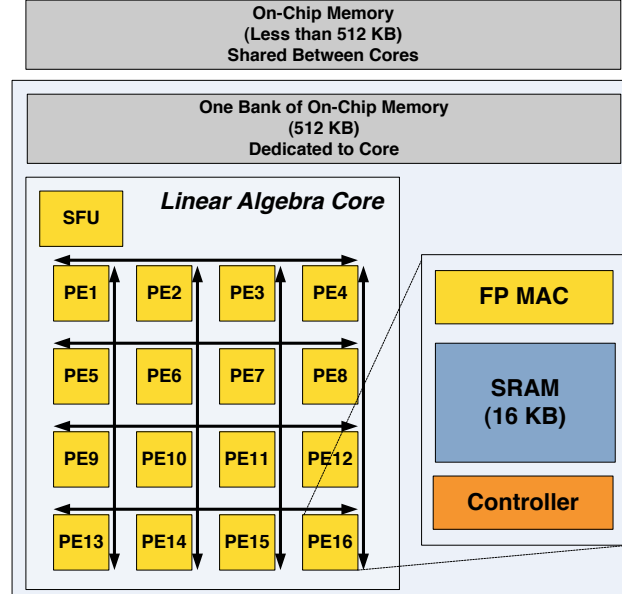 On-Chip Memory
(Less than 512 KB)
Shared Between Cores
One Bank of On-Chip Memory
(512 KB)
Dedicated to Core
Linear Algebra Core
SFU
PE1 PE2 PE3 PE4
PE5 PE6 PE7 PE8
PE9 PE10 PE11 PE12
PE13 PE14 PE15 PE16
FP MAC
SRAM
(16 KB)
Controller